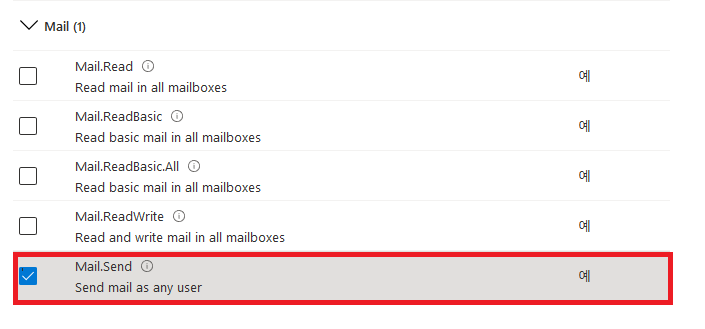 Mail (1)
Mail.Read
예
Read mail in all mailboxes
Mail.ReadBasic
예
Read basic mail in all mailboxes
Mail.ReadBasic.All
예
Read basic mail in all mailboxes
Mail.ReadWrite
예
Read and write mail in all mailboxes
Mail.Send
예
Send mail as any user